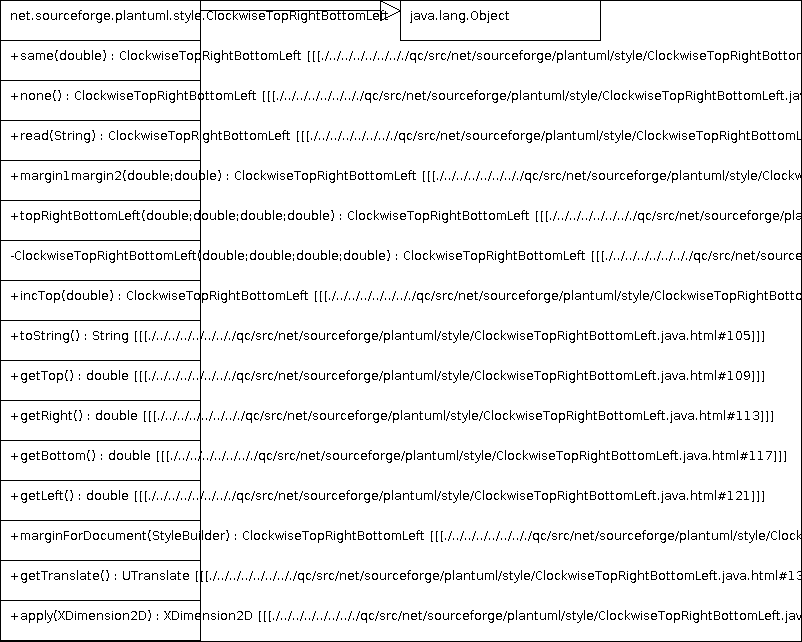 net.sourceforge.plantuml.style.ClockwiseTopRightBottomLeft java.lang.Object
+same(double) : ClockwiseTopRightBottomLeft [[[./../../../../../../qc/src/net/sourceforge/plantuml/style/ClockwiseTopRightBottom
+none() : ClockwiseTopRightBottomLeft [[[./../../../../../../qc/src/net/sourceforge/plantuml/style/ClockwiseTopRightBottomLeft.jav
+read(String) : ClockwiseTopRightBottomLeft [[[./../../../../../../qc/src/net/sourceforge/plantuml/style/ClockwiseTopRightBottomL
+margin1margin2(double;double) : ClockwiseTopRightBottomLeft [[[./../../../../../../qc/src/net/sourceforge/plantuml/style/Clockw
+topRightBottomLeft(double;double;double;double) : ClockwiseTopRightBottomLeft [[[./../../../../../../qc/src/net/sourceforge/pla
-ClockwiseTopRightBottomLeft(double;double;double;double) : ClockwiseTopRightBottomLeft [[[./../../../../../../qc/src/net/source
+incTop(double) : ClockwiseTopRightBottomLeft [[[./../../../../../../qc/src/net/sourceforge/plantuml/style/ClockwiseTopRightBotto
+toString() : String [[[./../../../../../../qc/src/net/sourceforge/plantuml/style/ClockwiseTopRightBottomLeft.java.html#105]]]
+getTop() : double [[[./../../../../../../qc/src/net/sourceforge/plantuml/style/ClockwiseTopRightBottomLeft.java.html#109]]]
+getRight() : double [[[./../../../../../../qc/src/net/sourceforge/plantuml/style/ClockwiseTopRightBottomLeft.java.html#113]]]
+getBottom() : double [[[./../../../../../../qc/src/net/sourceforge/plantuml/style/ClockwiseTopRightBottomLeft.java.html#117]]]
+getLeft() : double [[[./../../../../../../qc/src/net/sourceforge/plantuml/style/ClockwiseTopRightBottomLeft.java.html#121]]]
+marginForDocument(StyleBuilder) : ClockwiseTopRightBottomLeft [[[./../../../../../../qc/src/net/sourceforge/plantuml/style/Clock
+getTranslate() : UTranslate [[[./../../../../../../qc/src/net/sourceforge/plantuml/style/ClockwiseTopRightBottomLeft.java.html#13
+apply(XDimension2D) : XDimension2D [[[./../../../../../../qc/src/net/sourceforge/plantuml/style/ClockwiseTopRightBottomLeft.jav